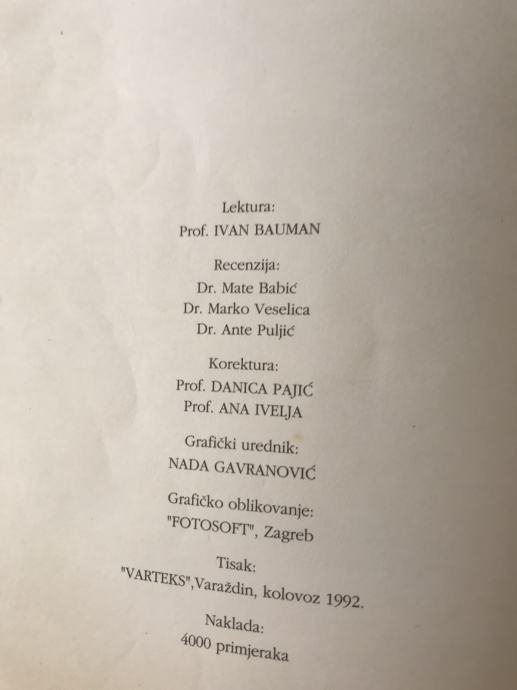 Lektura:
Prof. IVAN BAUMAN
Recenzija:
Dr. Mate Babić
Dr. Marko Veselica
Dr. Ante Puljić
Korektura:
Prof. DANICA PAJIĆ
Prof. ANA IVELJA
Grafički urednik:
NADA GAVRANOVIĆ
Grafičko oblikovanje:
"FOTOSOFT", Zagreb
Tisak:
"VARTEKS",Varaždin, kolovoz 1992.
Naklada:
4000 primjeraka